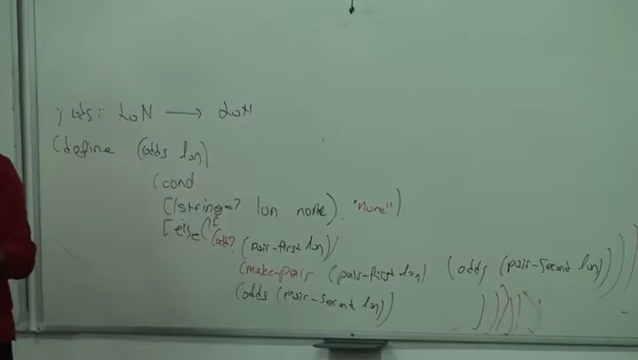 ; odds :: LoN → LoN
(define (odds lon)
(cond
[(string=? lon none) "None")
[else (if
(odd? (pair-first lon)
(make-pair (pair-first lon) (odds (pair-second lon))))
(odds (pair-second lon))